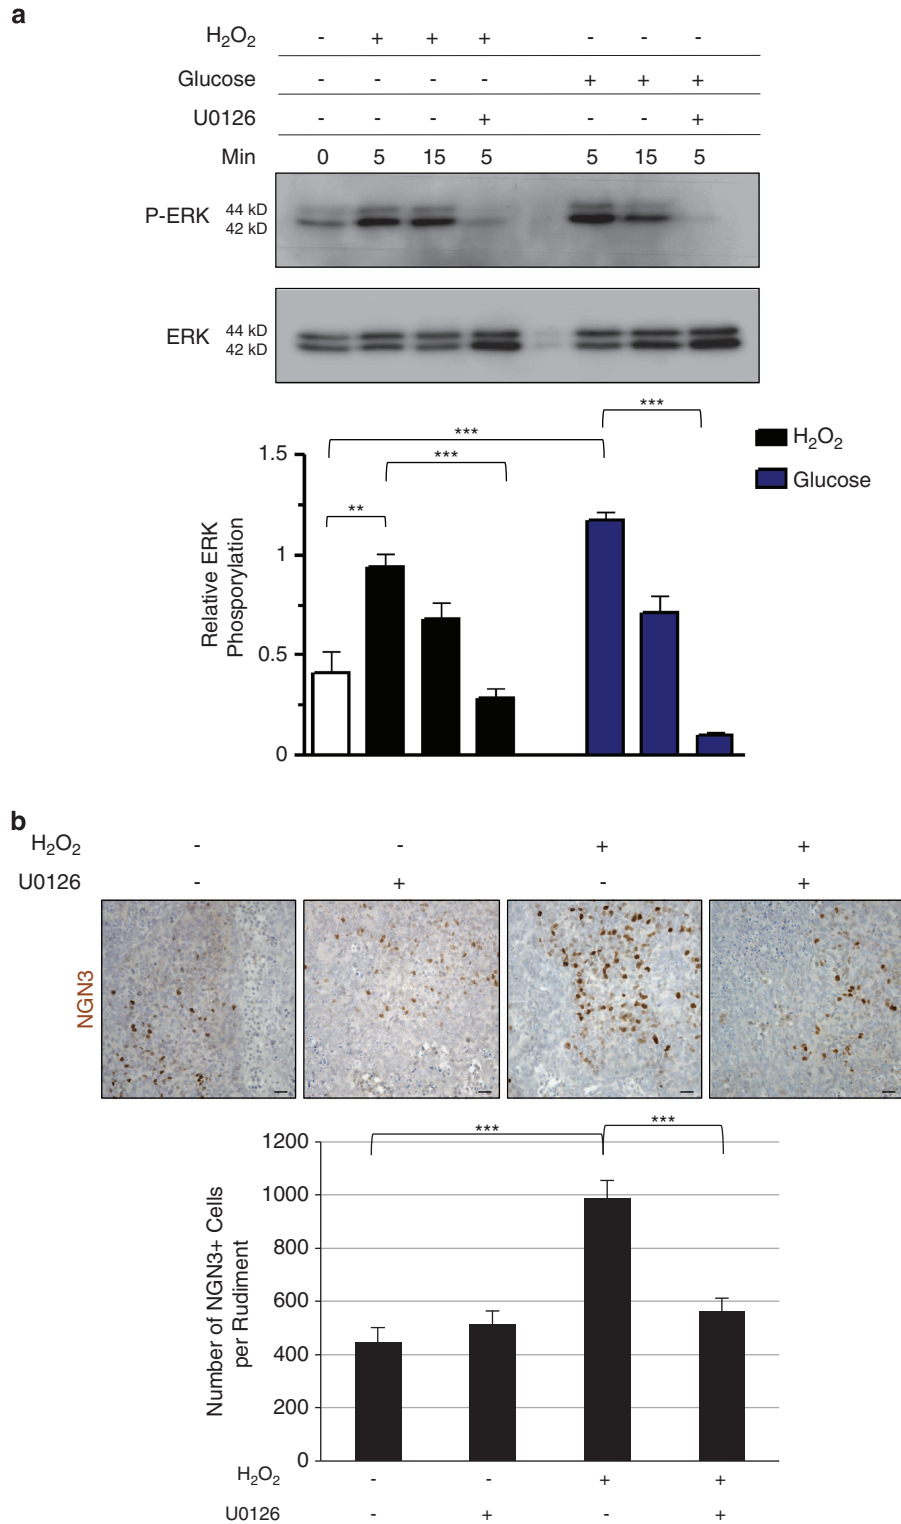 a
H2O2 - + + + - - -
Glucose - - - - + + +
U0126 - - - + - - +
Min 0 5 15 5 5 15 5
P-ERK 44 kD
42 kD
ERK 44 kD
42 kD
***
*** 
***
**
H2O2
Glucose
Relative ERK
Phosporylation
1.5
1
0.5
0
b
H2O2 - - + +
U0126 - + - +
NGN3
*** ***
Number of NGN3+ Cells
per Rudiment
1200
1000
800
600
400
200
0
H2O2 - - + +
U0126 - + - +